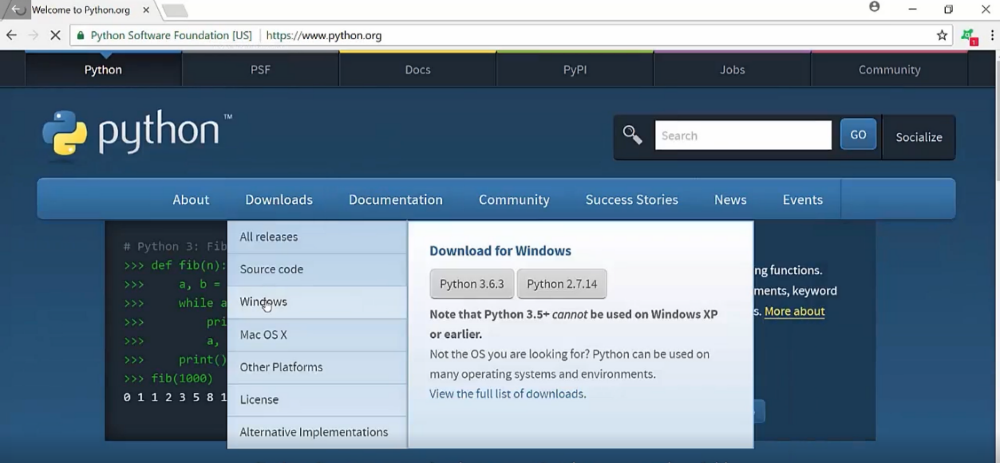 Welcome to Python.org
Python Software Foundation [US] https://www.python.org
1
Python PSF Docs PyPI Jobs Community
python™
Search GO Socialize
About Downloads Documentation Community Success Stories News Events
# Python 3: Fib
>>> def fib(n):
>>> a, b =
>>> while a
>>> pri
>>> a,
>>> print()
>>> fib(1000)
0 1 1 2 3 5 8 1
All releases
Source code
Windows
Mac OS X
Other Platforms
License
Alternative Implementations
Download for Windows
Python 3.6.3 Python 2.7.14
Note that Python 3.5+ cannot be used on Windows XP
or earlier.
Not the OS you are looking for? Python can be used on
many operating systems and environments.
View the full list of downloads.
ng functions.
ments, keyword
s. More about